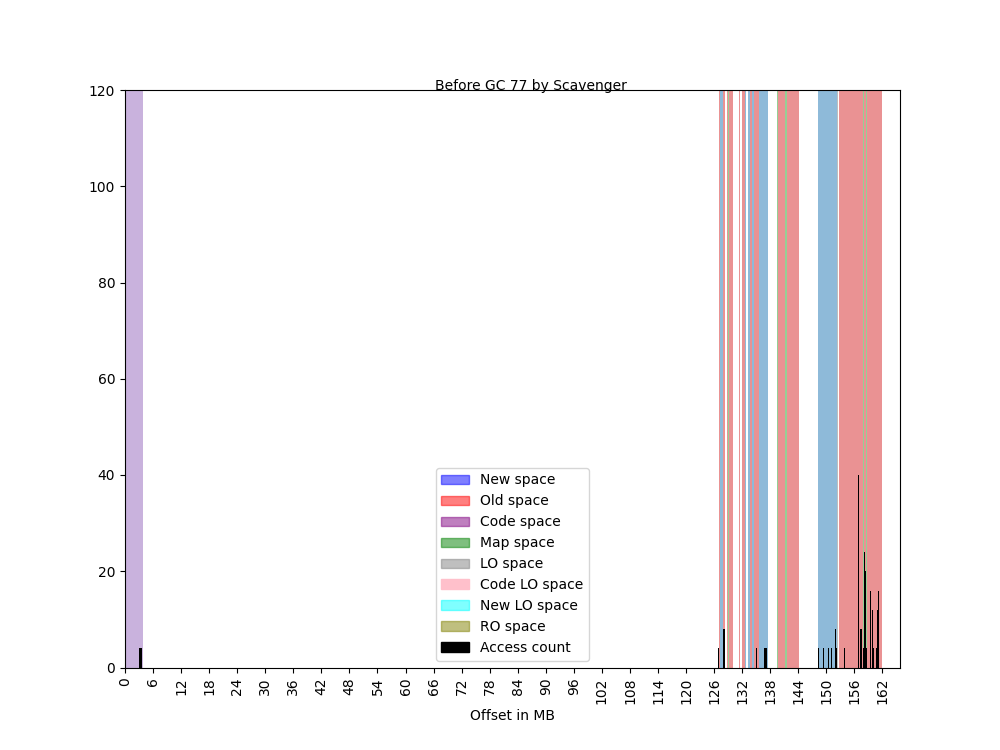 Before GC 77 by Scavenger
120
100
80
60
40
20
0
New space
Old space
Code space
Map space
LO space
Code LO space
New LO space
RO space
Access count
0 6 12 18 24 30 36 42 48 54 60 66 72 78 84 90 96 102 108 114 120 126 132 138 144 150 156 162
Offset in MB